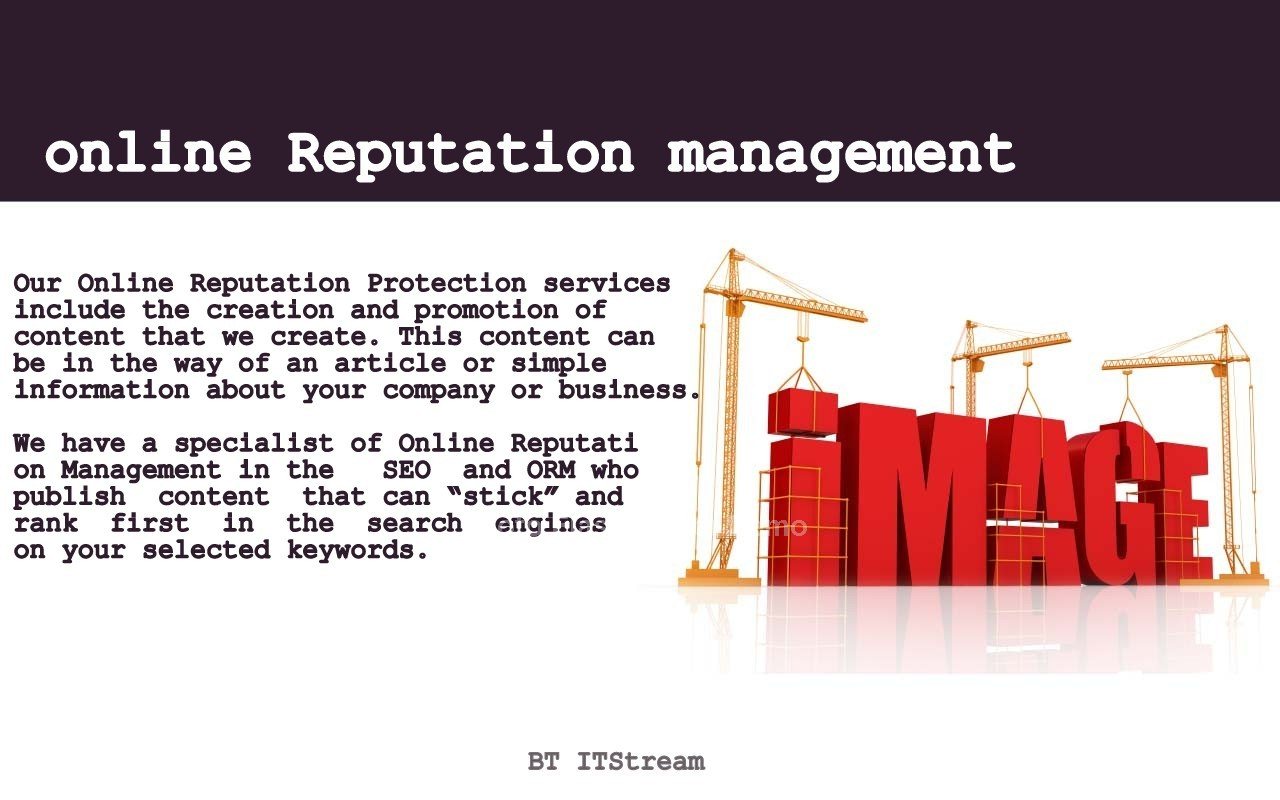 online Reputation management
Our Online Reputation Protection services
include the creation and promotion of
content that we create. This content can
be in the way of an article or simple
information about your company or business.
We have a specialist of Online Reputati
on Management in the SEO and ORM who
publish content that can “stick” and
rank first in the search engines
on your selected keywords.
iMAGE
BT ITStream